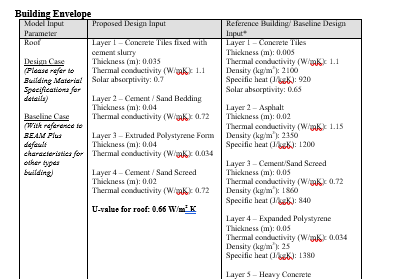 Building Envelope
Model Input
Parameter
Proposed Design Input
Reference Building/ Baseline Design
Input*
Roof
Design Case
(Please refer to
Building Material
Specifications for
details)
Baseline Case
(With reference to
BEAM Plus
default
characteristics for
other types
building)
Layer 1 – Concrete Tiles fixed with
cement slurry
Thickness (m): 0.035
Thermal conductivity (W/mK): 1.1
Solar absorptivity: 0.7
Layer 2 – Cement / Sand Bedding
Thickness (m): 0.04
Thermal conductivity (W/mK): 0.72
Layer 3 – Extruded Polystyrene Form
Thickness (m): 0.04
Thermal conductivity (W/mK): 0.034
Layer 4 – Cement / Sand Screed
Thickness (m): 0.02
Thermal conductivity (W/mK): 0.72
U-value for roof: 0.66 W/m².K
Layer 1 – Concrete Tiles
Thickness (m): 0.005
Thermal conductivity (W/mK): 1.1
Density (kg/m³): 2100
Specific heat (J/kgK): 920
Solar absorptivity: 0.65
Layer 2 – Asphalt
Thickness (m): 0.02
Thermal conductivity (W/mK): 1.15
Density (kg/m³): 2350
Specific heat (J/kgK): 1200
Layer 3 – Cement/Sand Screed
Thickness (m): 0.05
Thermal conductivity (W/mK): 0.72
Density (kg/m³): 1860
Specific heat (J/kgK): 840
Layer 4 – Expanded Polystyrene
Thickness (m): 0.05
Thermal conductivity (W/mK): 0.034
Density (kg/m³): 25
Specific heat (J/kgK): 1380
Layer 5 – Heavy Concrete